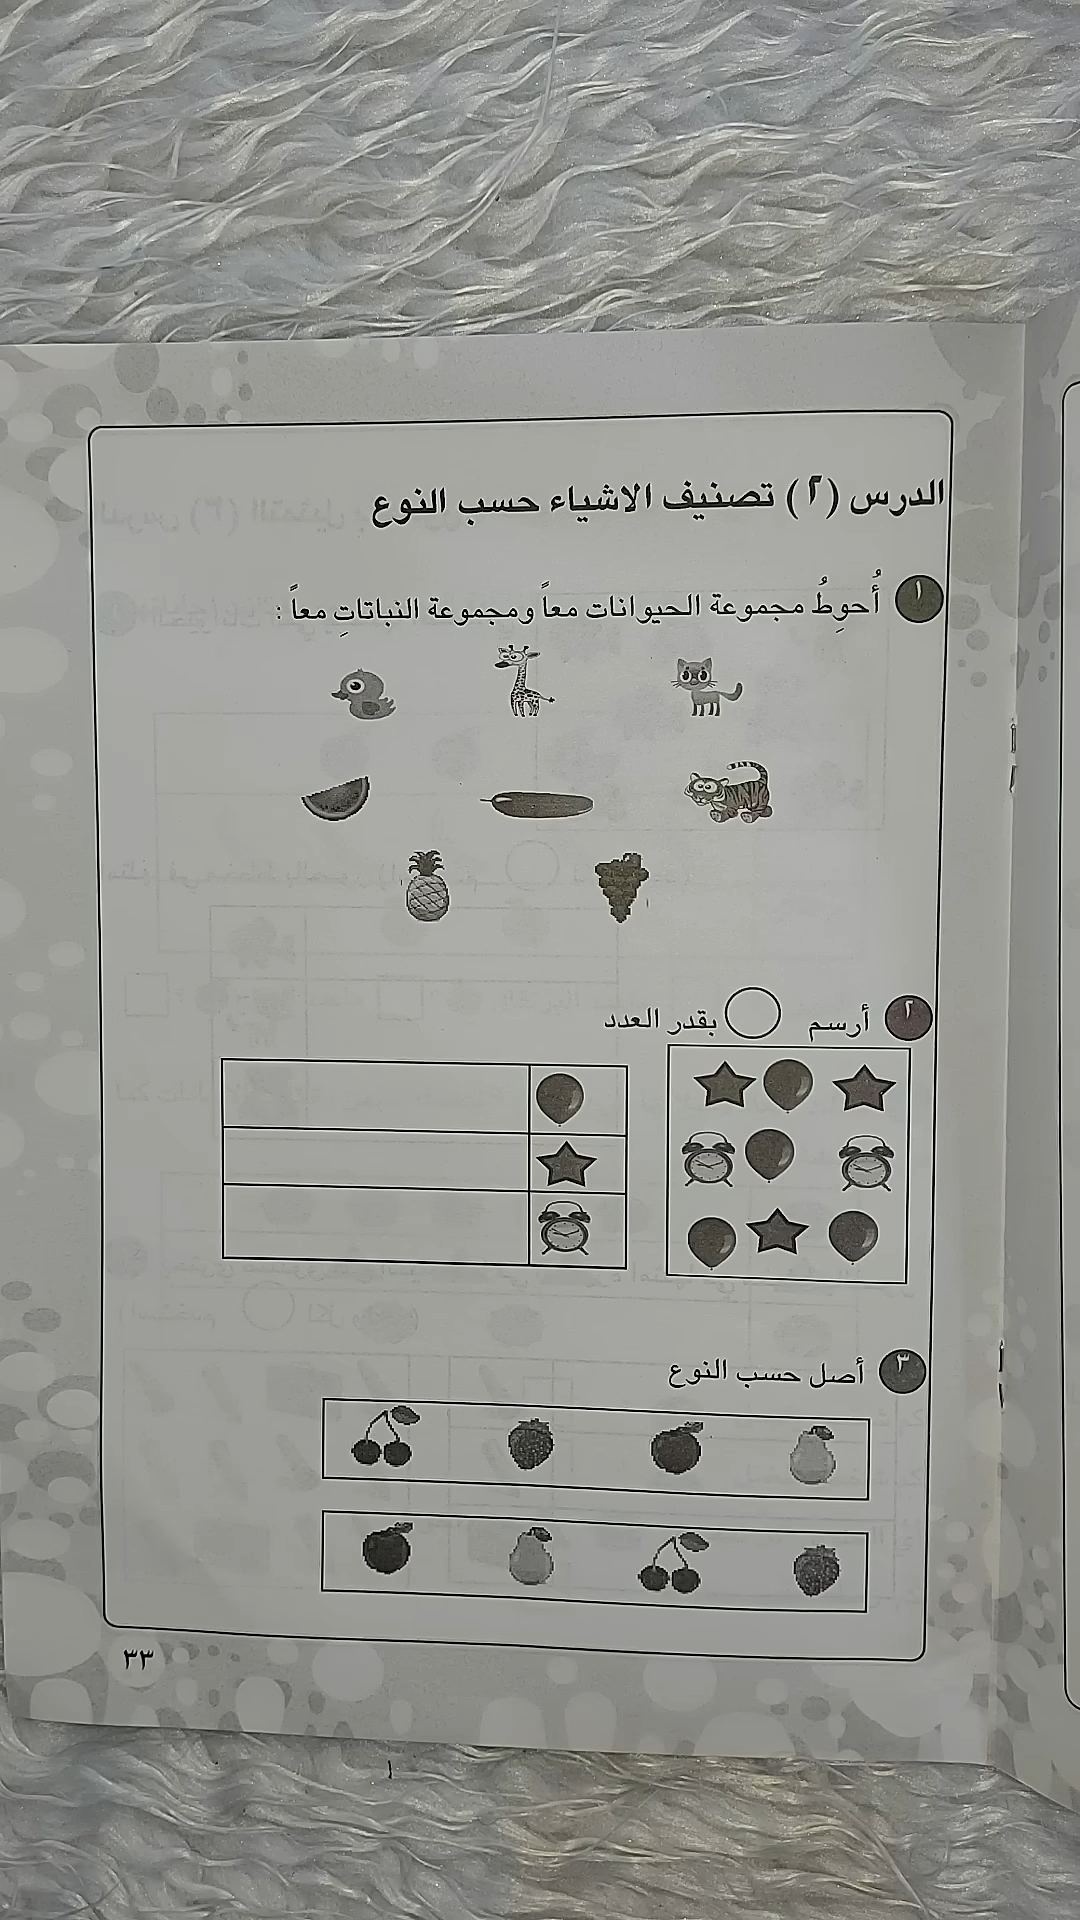 الدرس (٢) تصنيف الاشياء حسب النوع
١ أُحوِطُ مجموعة الحيوانات معاً ومجموعة النباتاتِ معاً :
٢ أرسم بقدر العدد
٣ أصل حسب النوع
٣٣